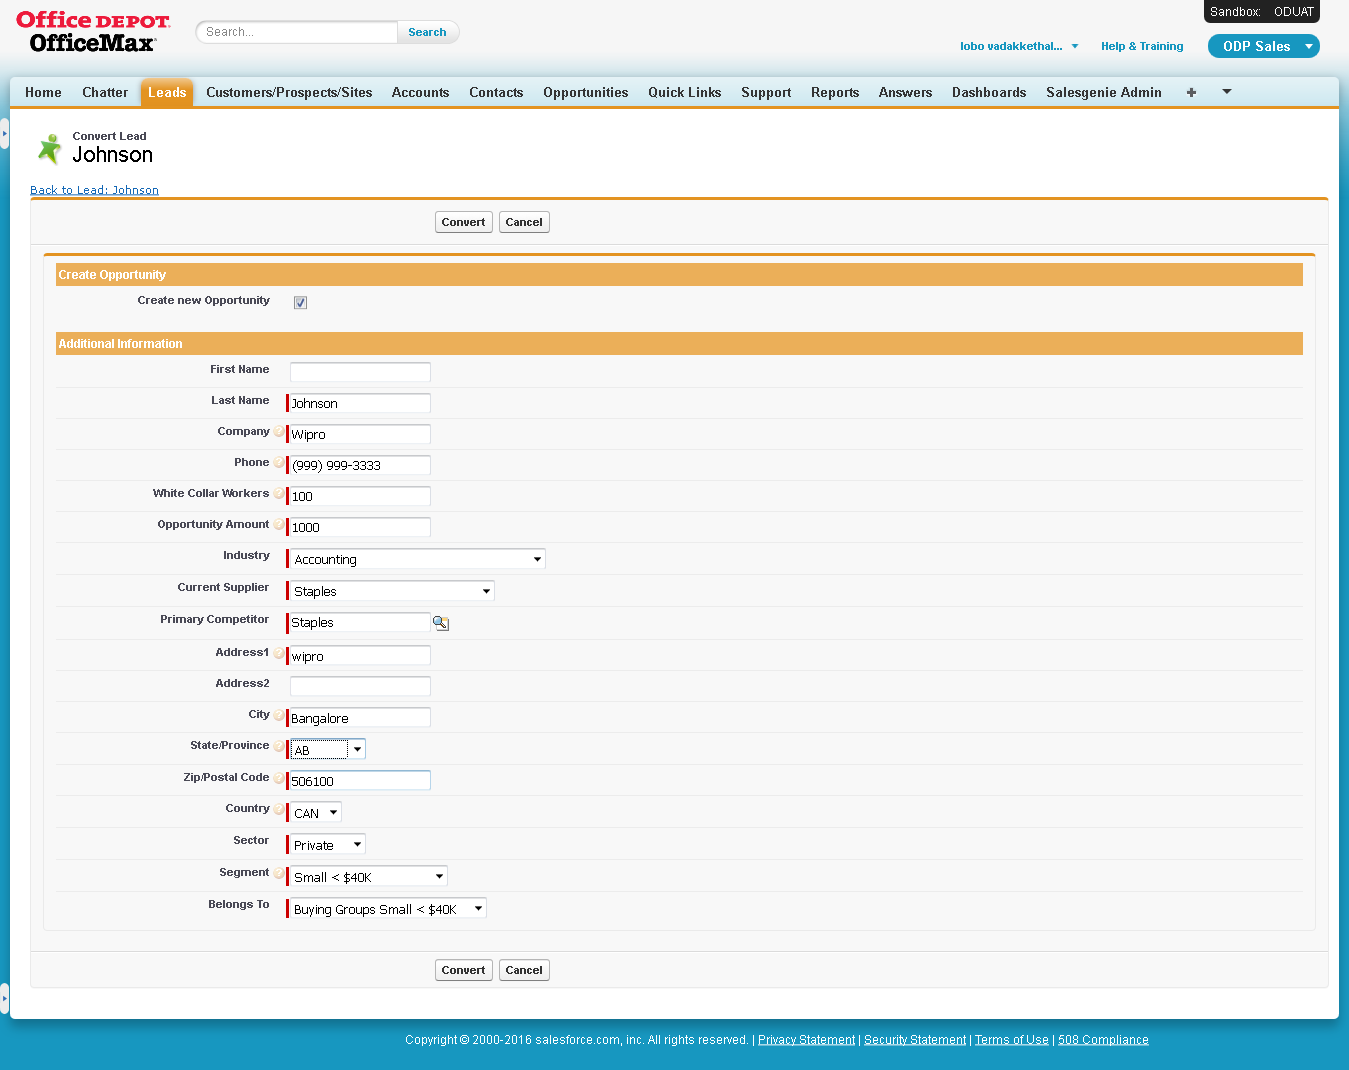 Office DEPOT
OfficeMax
Search...
Search
Sandbox: ODUAT
lobo vadakkethal...
Help & Training
ODP Sales
Home Chatter Leads Customers/Prospects/Sites Accounts Contacts Opportunities Quick Links Support Reports Answers Dashboards Salesgenie Admin +
Convert Lead
Johnson
Back to Lead: Johnson
Convert Cancel
Create Opportunity
Create new Opportunity
Additional Information
First Name
Last Name Johnson
Company Wipro
Phone (999) 999-3333
White Collar Workers 100
Opportunity Amount 1000
Industry Accounting
Current Supplier Staples
Primary Competitor Staples
Address1 wipro
Address2
City Bangalore
State/Province AB
Zip/Postal Code 506100
Country CAN
Sector Private
Segment Small < $40K
Belongs To Buying Groups Small < $40K
Convert Cancel
Copyright © 2000-2016 salesforce.com, inc. All rights reserved. | Privacy Statement | Security Statement | Terms of Use | 508 Compliance